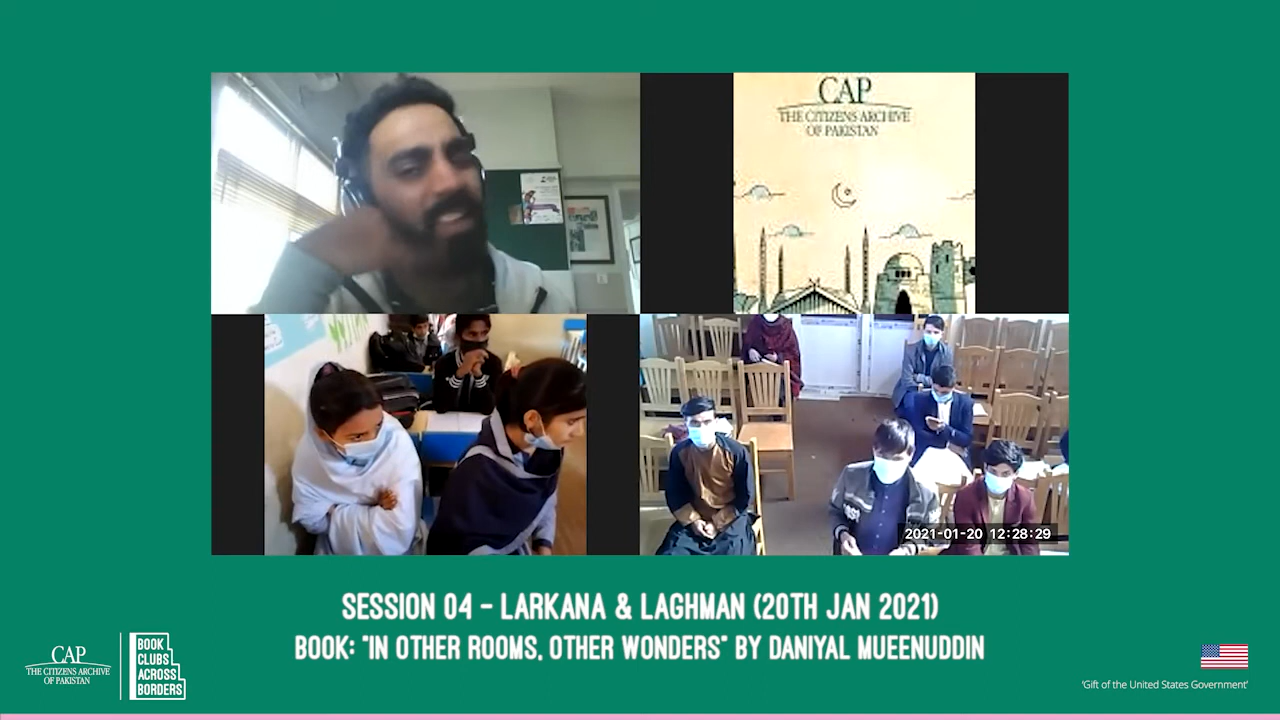 CAP
THE CITIZENS ARCHIVE
OF PAKISTAN
2021-01-20 12:28:29
SESSION 04 - LARKANA & LAGHMAN (20TH JAN 2021)
BOOK: "IN OTHER ROOMS, OTHER WONDERS" BY DANIYAL MUEENUDDIN
CAP
THE CITIZENS ARCHIVE
OF PAKISTAN
BOOK
CLUBS
ACROSS
BORDERS
'Gift of the United States Government'